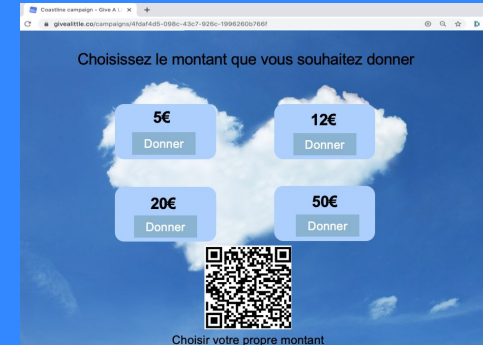 Coastline campaign - Give A Li
givealittle.co/campaigns/4fdaf4d5-098c-43c7-926c-1996260b766f
Choisissez le montant que vous souhaitez donner
5€
12€
Donner
Donner
20€
50€
Donner
Donner
Choisir votre propre montant